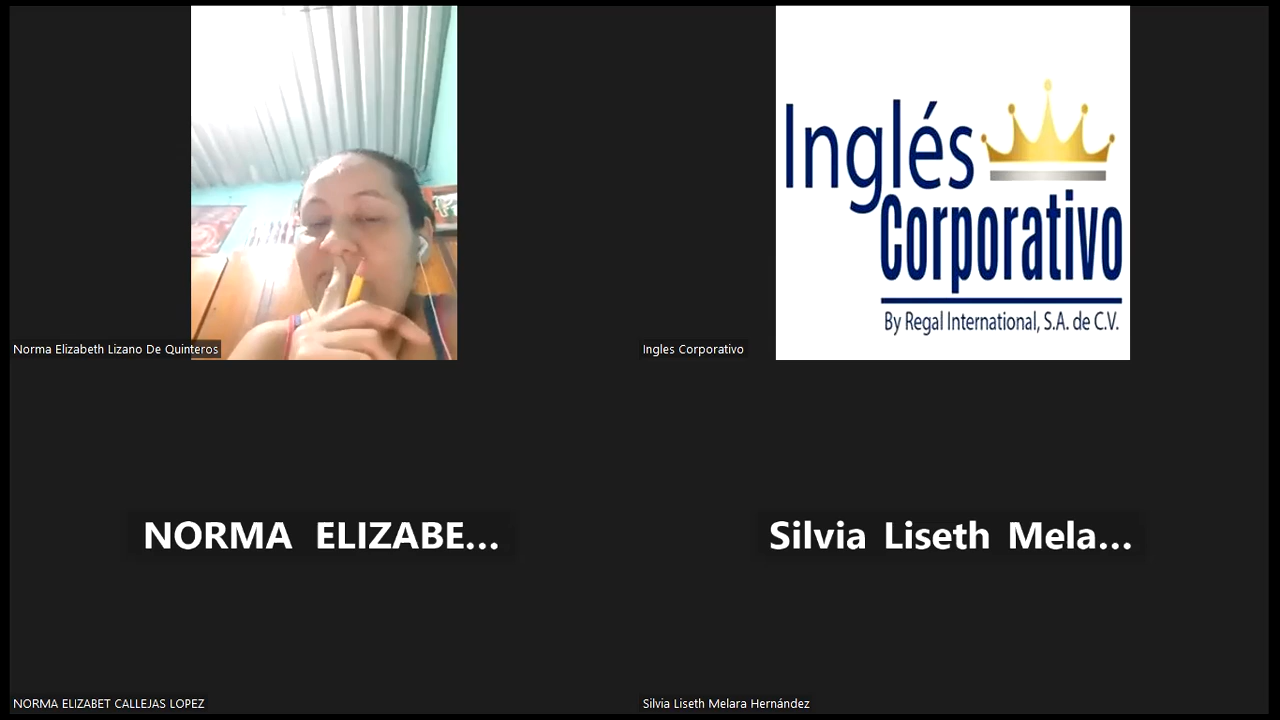 Norma Elizabeth Lizano De Quinteros
Inglés
Corporativo
By Regal International, S.A. de C.V.
Ingles Corporativo
NORMA ELIZABE...
Silvia Liseth Mela...
NORMA ELIZABET CALLEJAS LOPEZ
Silvia Liseth Melara Hernández